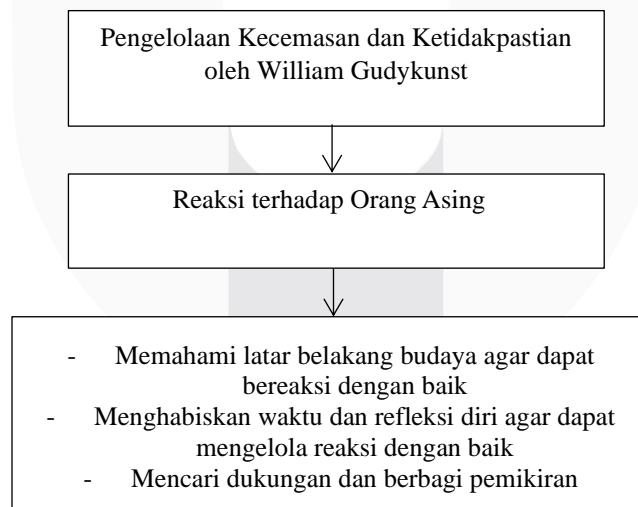 Pengelolaan Kecemasan dan Ketidakpastian
oleh William Gudykunst
Reaksi terhadap Orang Asing
- Memahami latar belakang budaya agar dapat
bereaksi dengan baik
- Menghabiskan waktu dan refleksi diri agar dapat
mengelola reaksi dengan baik
- Mencari dukungan dan berbagi pemikiran